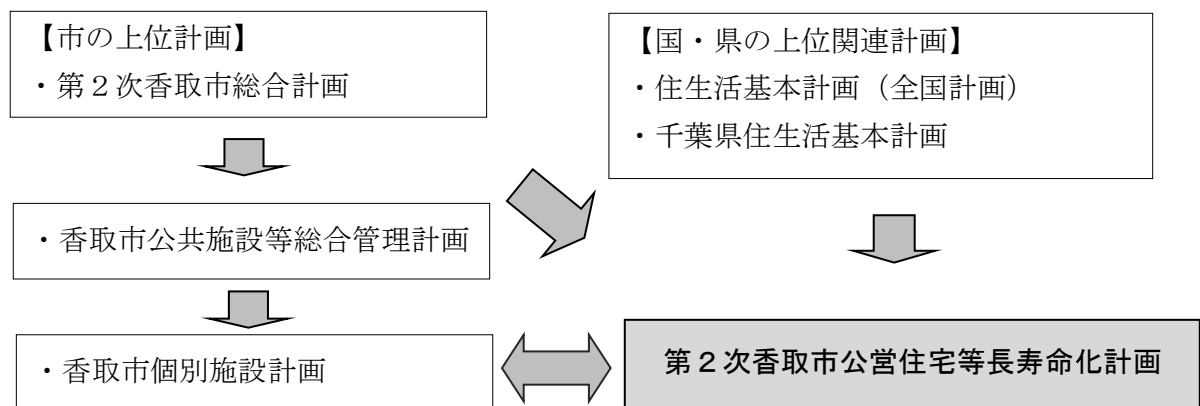 【市の上位計画】
・第２次香取市総合計画
【国・県の上位関連計画】
・住生活基本計画（全国計画）
・千葉県住生活基本計画
・香取市公共施設等総合管理計画
・香取市個別施設計画
第２次香取市公営住宅等長寿命化計画